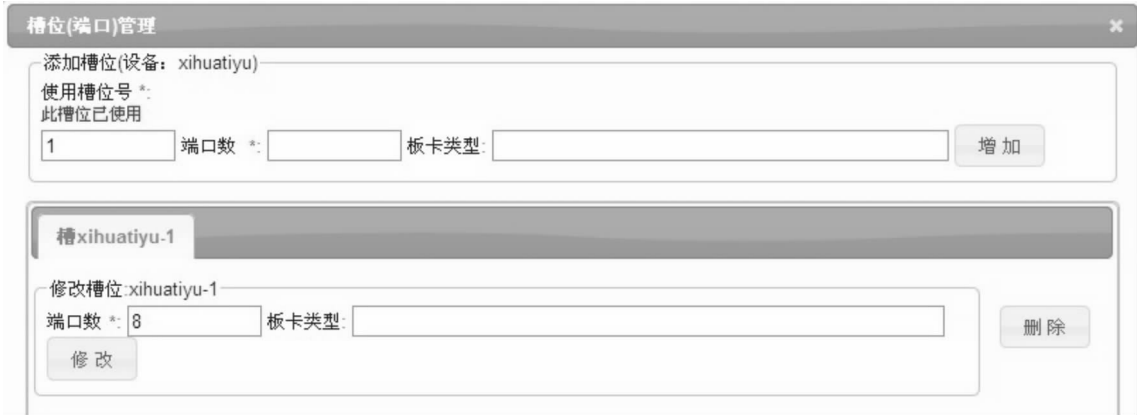 槽位(端口)管理
添加槽位(设备：xihuatiyu)
使用槽位号 *:
此槽位已使用
1 端口数 *: 板卡类型: 增 加
槽xihuatiyu-1
修改槽位:xihuatiyu-1
端口数 *: 8 板卡类型:
删 除
修 改